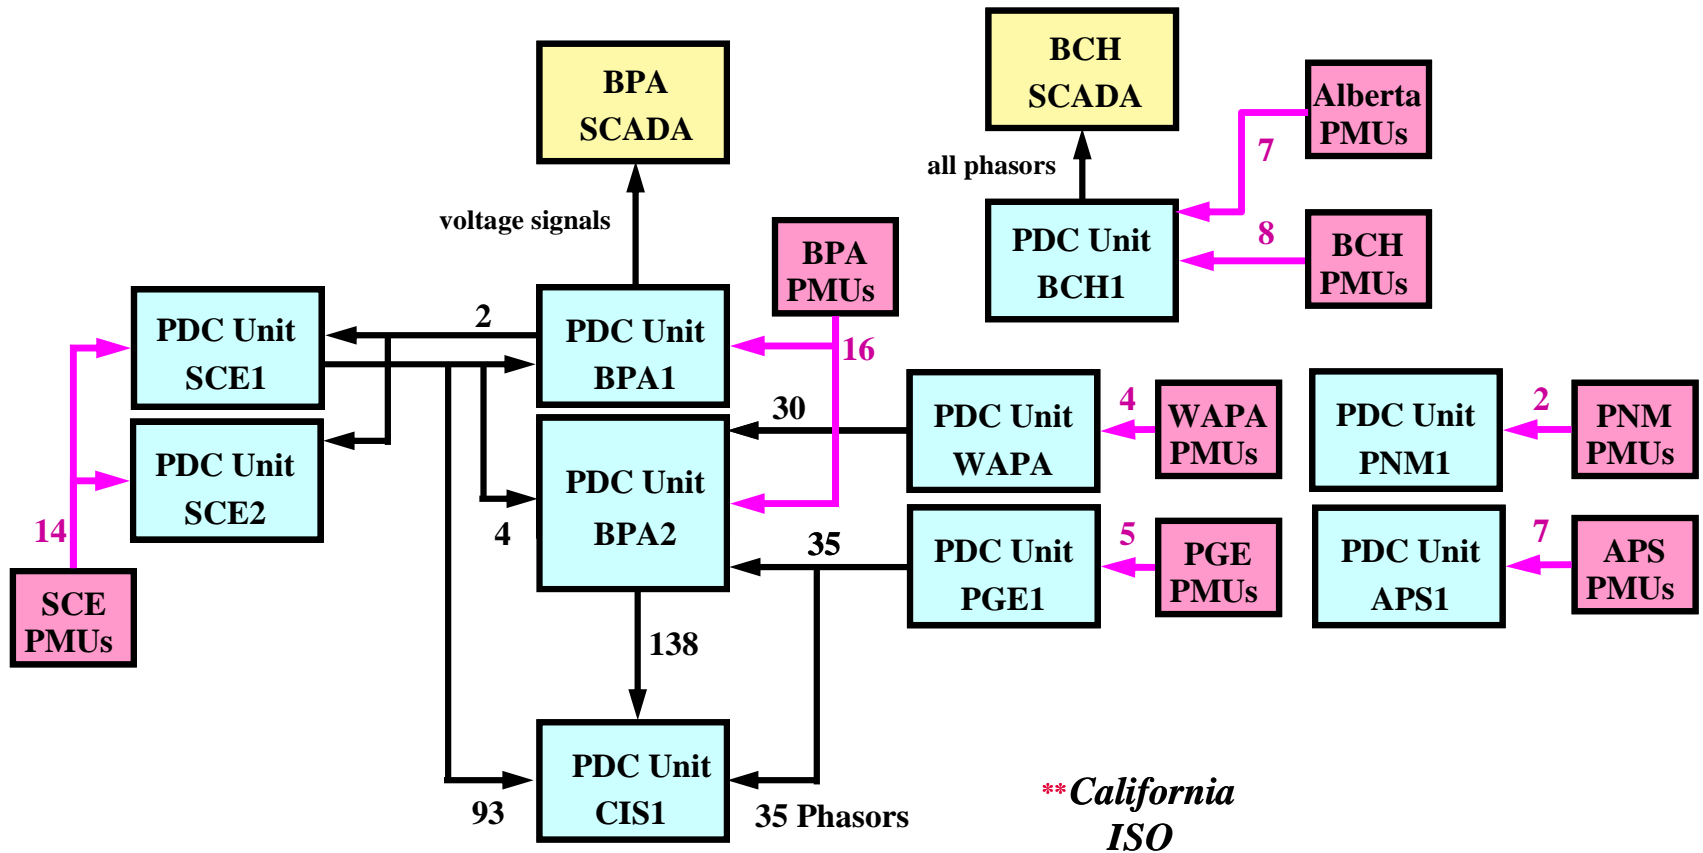 BCH
SCADA
BPA
SCADA
Alberta
PMUs
7
all phasors
voltage signals
PDC Unit
BCH1
8
BCH
PMUs
BPA
PMUs
PDC Unit
SCE1
2
PDC Unit
BPA1
16
30
PDC Unit
WAPA
4
WAPA
PMUs
PDC Unit
PNM1
2
PNM
PMUs
PDC Unit
SCE2
4
PDC Unit
BPA2
14
35
PDC Unit
PGE1
5
PGE
PMUs
PDC Unit
APS1
7
APS
PMUs
SCE
PMUs
138
PDC Unit
CIS1
93
35 Phasors
**California
ISO